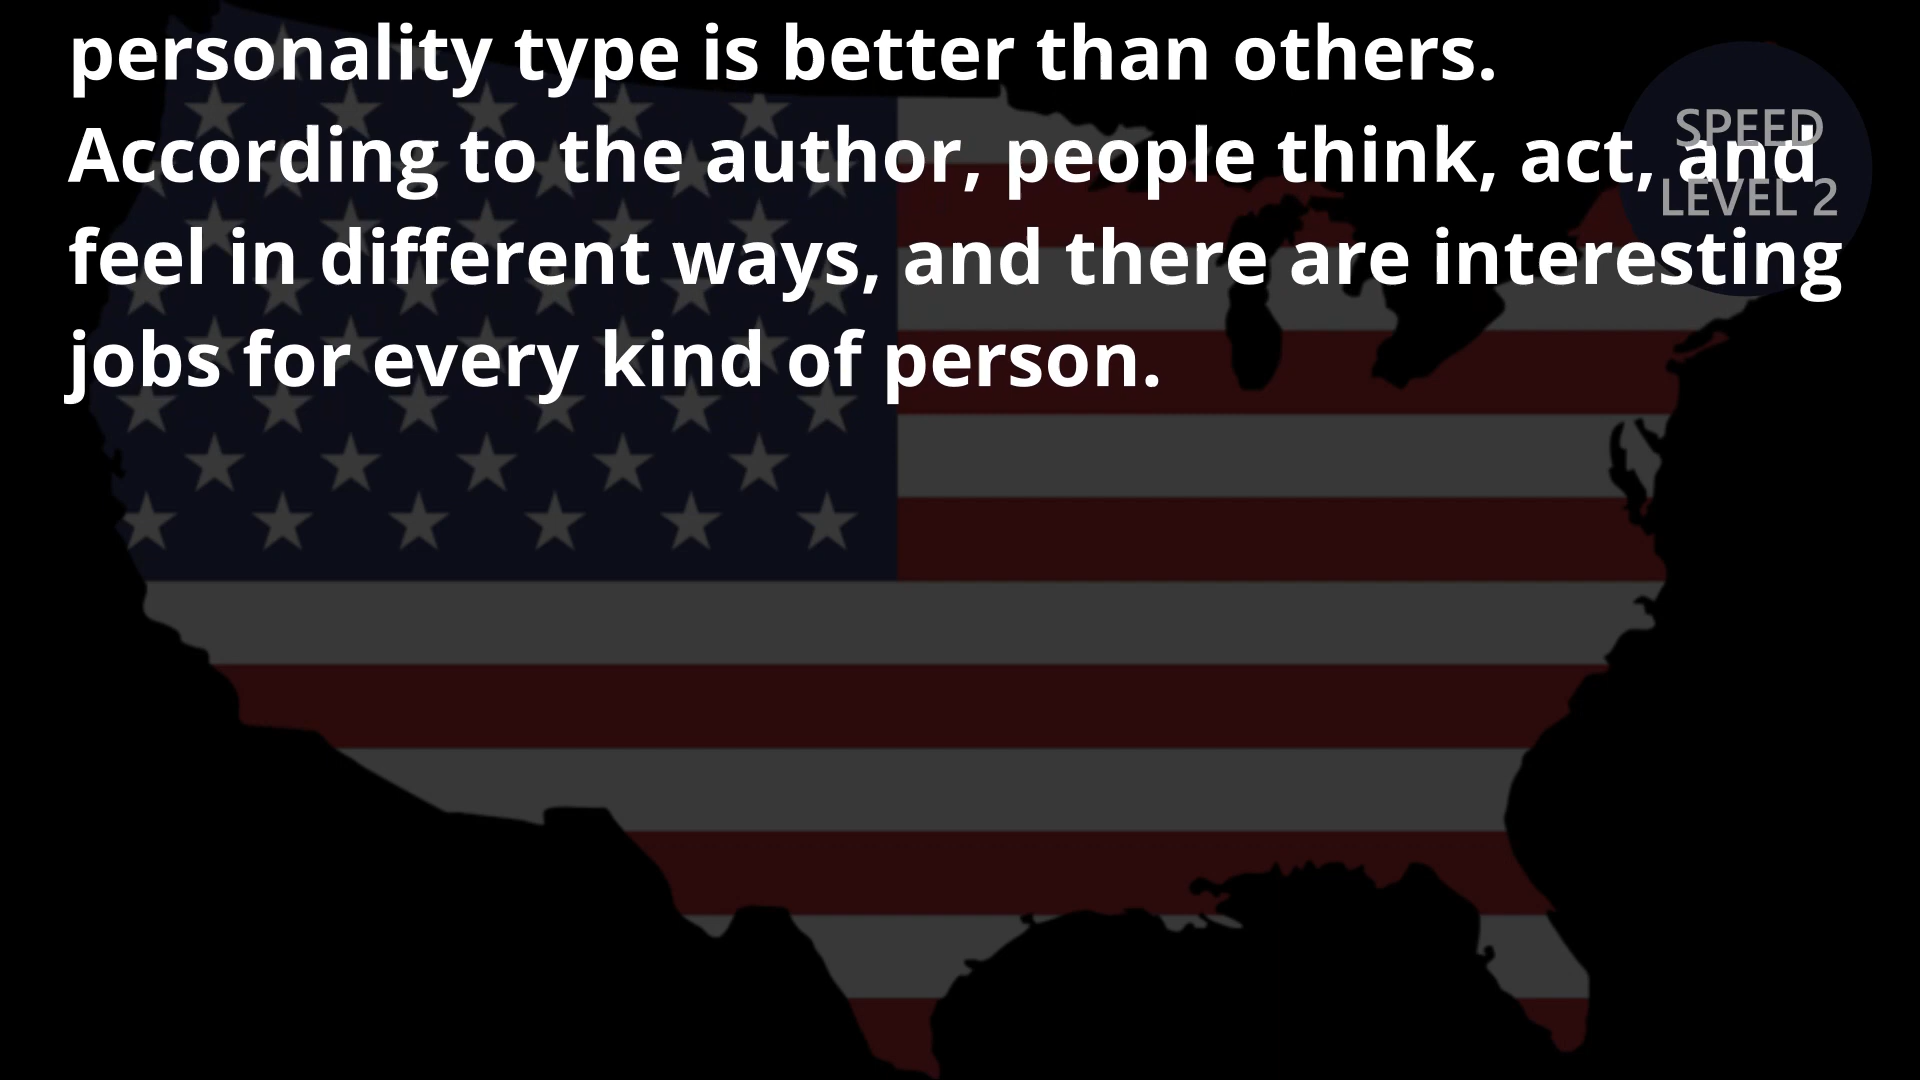 personality type is better than others.
According to the author, people think, act, and
feel in different ways, and there are interesting
jobs for every kind of person.
SPEED
LEVEL 2